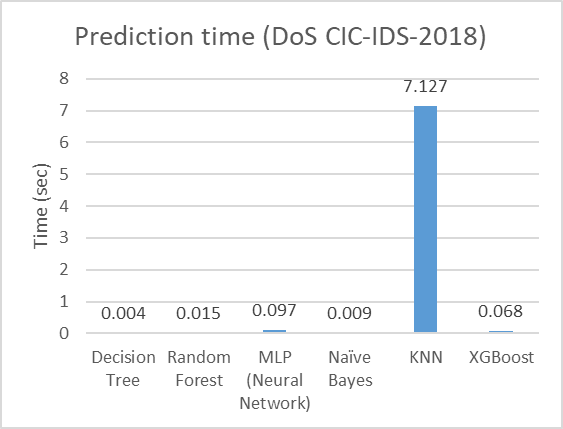 Prediction time (DoS CIC-IDS-2018)
Time (sec)
8
7
6
5
4
3
2
1
0
0.004
0.015
0.097
0.009
7.127
0.068
Decision
Tree
Random
Forest
MLP
(Neural
Network)
Naïve
Bayes
KNN
XGBoost